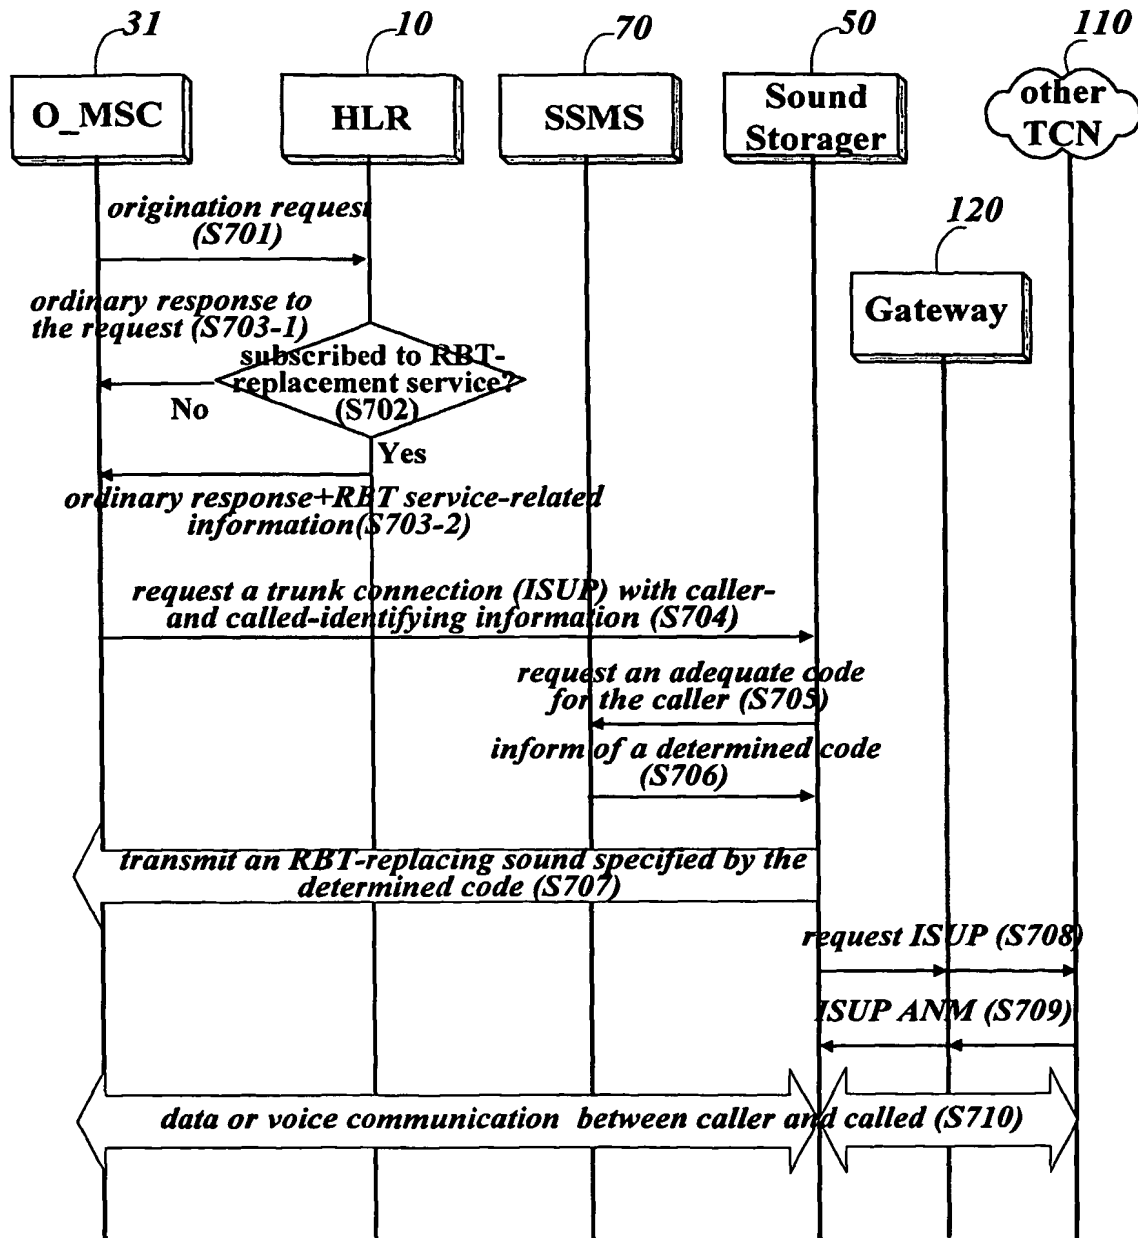 31
10
70
50
110
O_MSC
HLR
SSMS
Sound
Storager
other
TCN
origination request
(S701)
120
Gateway
ordinary response to
the request (S703-1)
subscribed to RBT-
replacement service?
(S702)
No
Yes
ordinary response+RBT service-related
information(S703-2)
request a trunk connection (ISUP) with caller-
and called-identifying information (S704)
request an adequate code
for the caller (S705)
inform of a determined code
(S706)
transmit an RBT-replacing sound specified by the
determined code (S707)
request ISUP (S708)
ISUP ANM (S709)
data or voice communication between caller and called (S710)